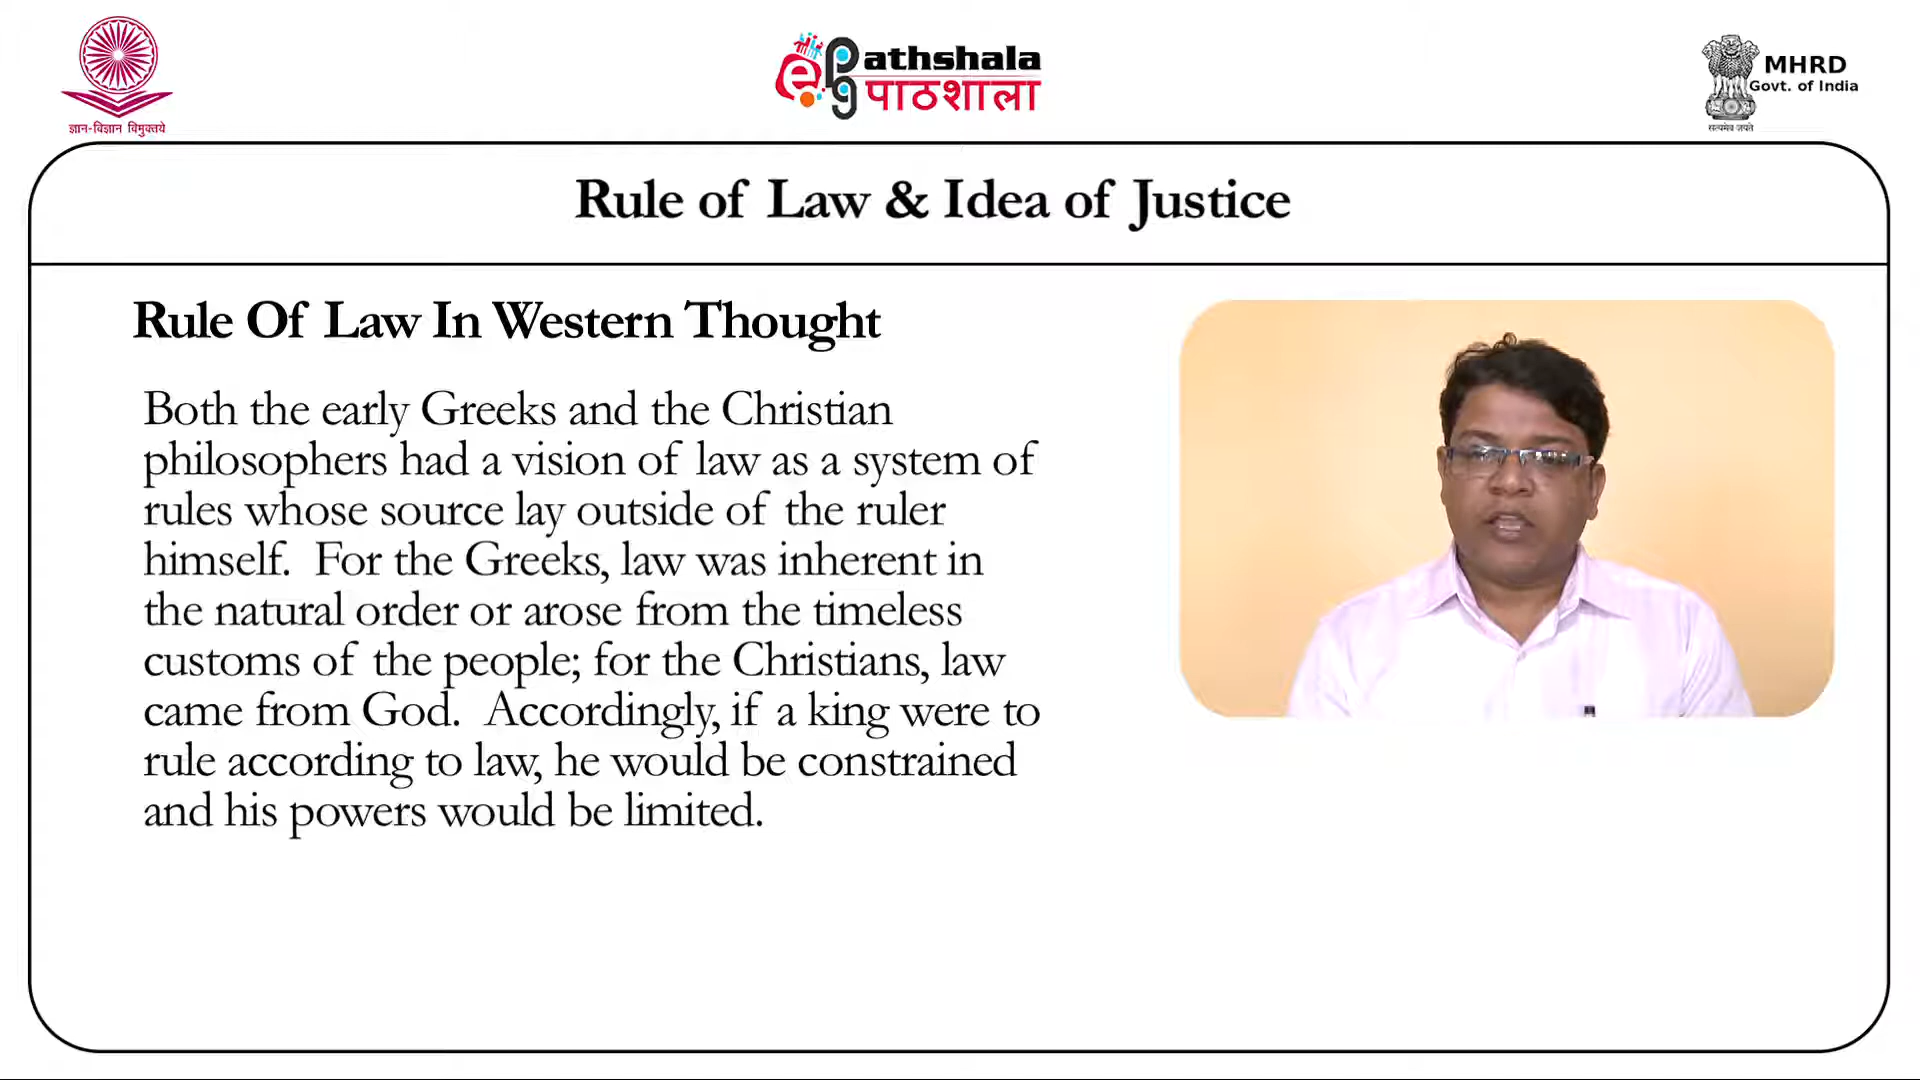 ज्ञान-विज्ञान विमुक्तये
ePathshala
पाठशाला
MHRD
Govt. of India
सत्यमेव जयते
Rule of Law & Idea of Justice
Rule Of Law In Western Thought
Both the early Greeks and the Christian
philosophers had a vision of law as a system of
rules whose source lay outside of the ruler
himself. For the Greeks, law was inherent in
the natural order or arose from the timeless
customs of the people; for the Christians, law
came from God. Accordingly, if a king were to
rule according to law, he would be constrained
and his powers would be limited.